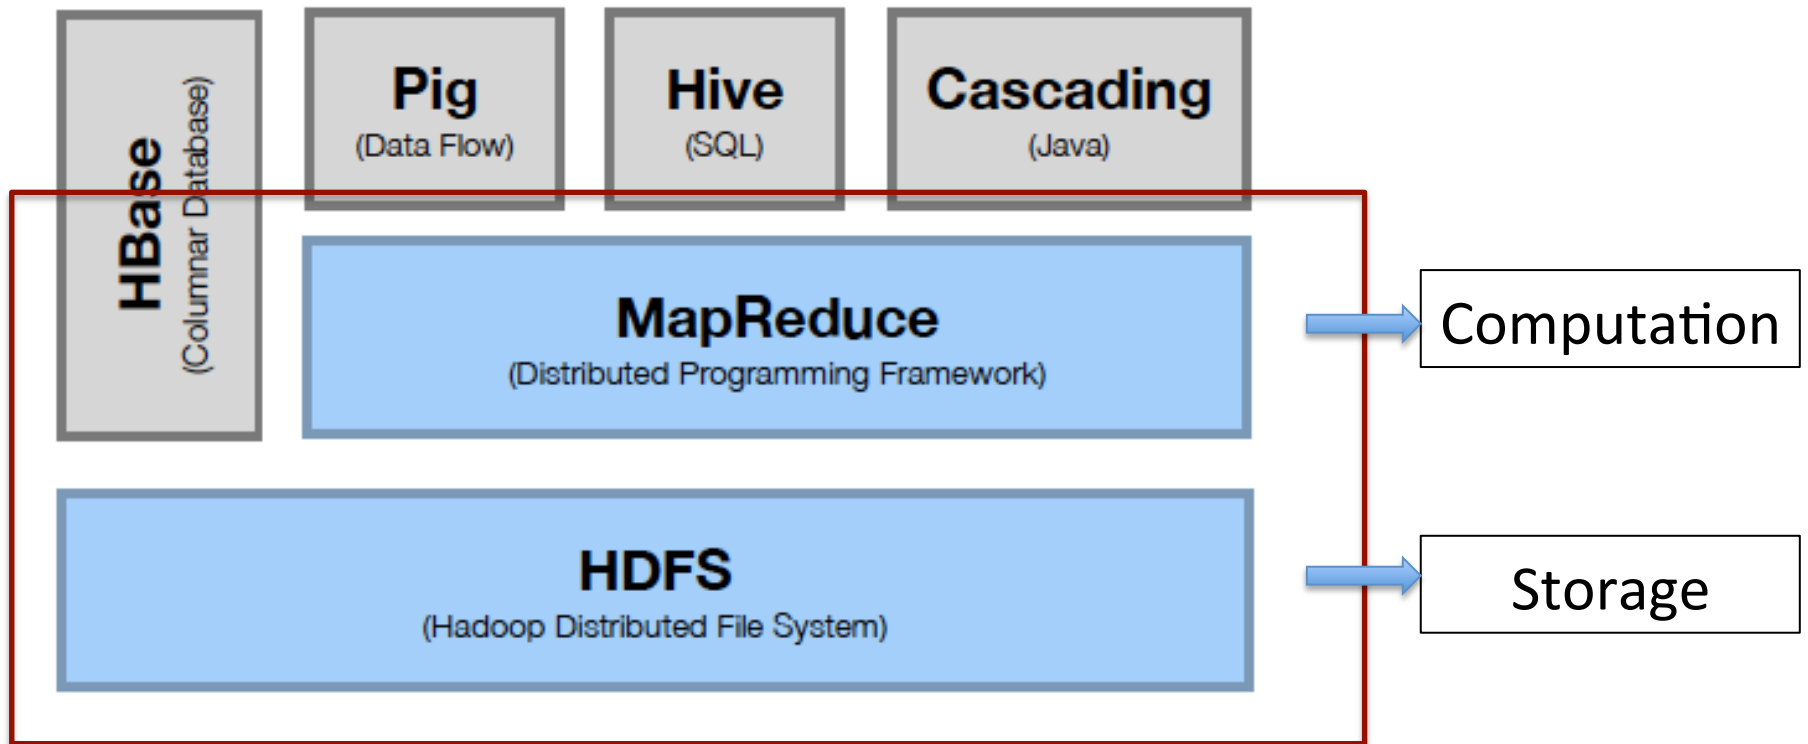 HBase
(Columnar Database)
Pig
(Data Flow)
Hive
(SQL)
Cascading
(Java)
MapReduce
(Distributed Programming Framework)
Computation
HDFS
(Hadoop Distributed File System)
Storage